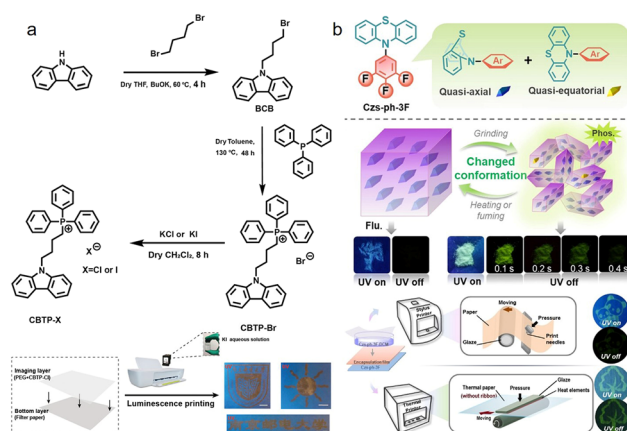 a
H
N
Br
Br
Dry THF, BuOK, 60 °C, 4 h
Br
N
BCB
Dry Toluene,
130 °C, 48 h
P
P
⊕
Br⊖
N
CBTP-Br
KCl or KI
Dry CH2Cl2, 8 h
P
⊕
X⊖
X=Cl or I
N
CBTP-X
Imaging layer
(PEG+CBTP-Cl)
Bottom layer
(Filter paper)
KI aqueous solution
Luminescence printing
b
S
N
F
F
F
Czs-ph-3F
S
N
Ar
Quasi-axial
+
S
N
Ar
Quasi-equatorial
Grinding
Changed
conformation
Heating or
fuming
Phos.
Flu.
UV on
UV off
UV on
0.1 s
0.2 s
0.3 s
0.4 s
UV off
Stylus
Printer
Moving
Paper
Pressure
Glaze
Print
needles
UV on
UV off
Thermal
Printer
Thermal paper
(without ribbon)
Pressure
Glaze
Heat elements
Moving
UV on
UV off